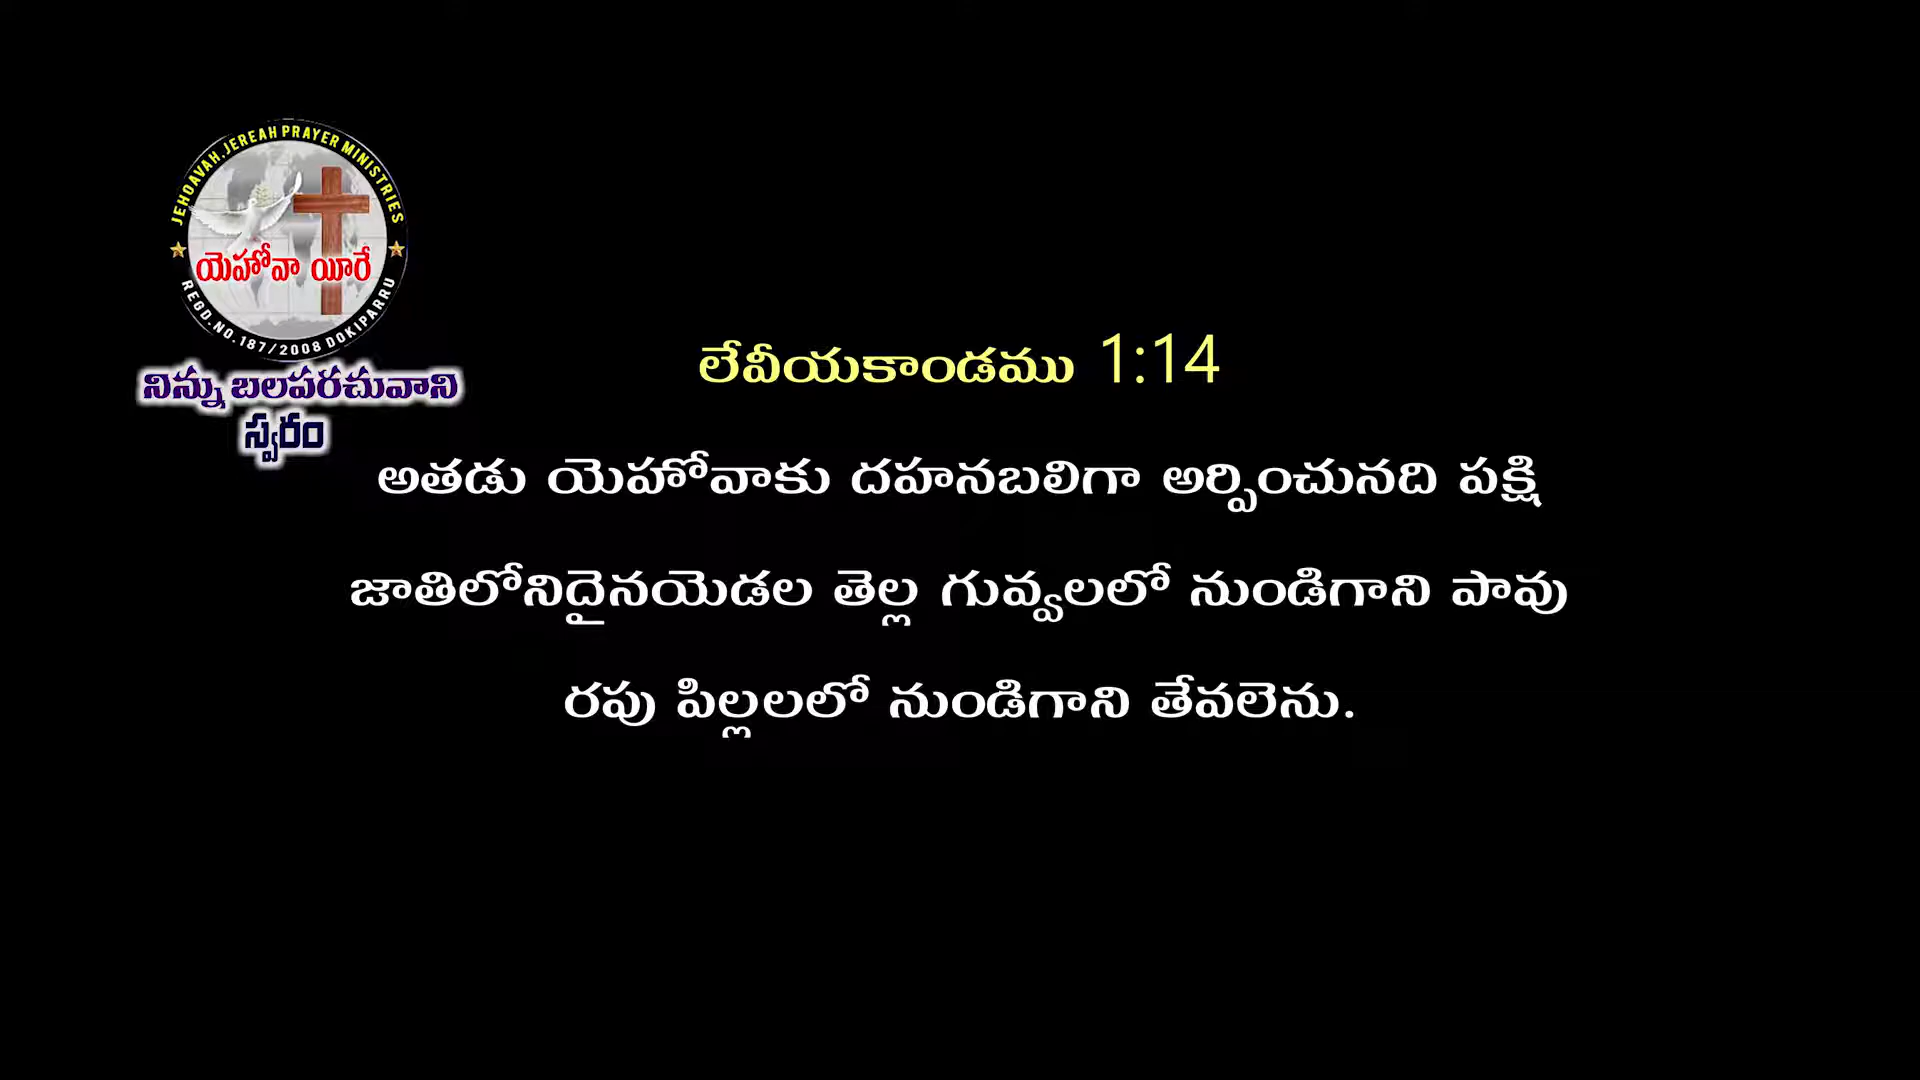 JEHOAVAH.JEREAH PRAYER MINISTRIES
యెహోవా యీరే
REGD.NO.187/2008 DOKIPARRU
నిన్ను బలపరచువాని
స్వరం
లేవీయకాండము 1:14
అతడు యెహోవాకు దహనబలిగా అర్పించునది పక్షి
జాతిలోనిదైనయెడల తెల్ల గువ్వలలో నుండిగాని పావు
రపు పిల్లలలో నుండిగాని తేవలెను.